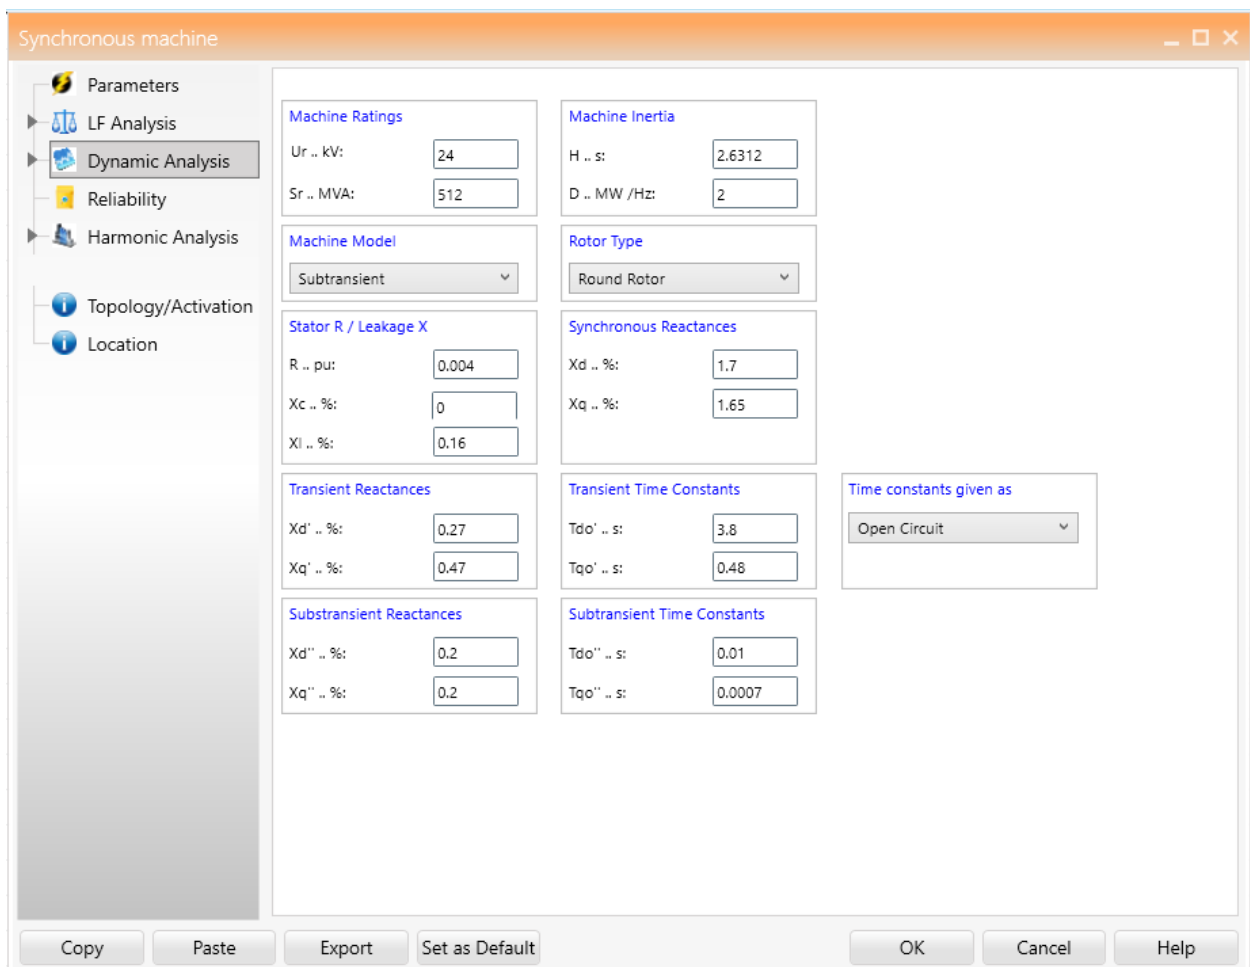 Synchronous machine
Parameters
LF Analysis
Dynamic Analysis
Reliability
Harmonic Analysis
Topology/Activation
Location
Machine Ratings
Ur .. kV: 24
Sr .. MVA: 512
Machine Inertia
H .. s: 2.6312
D .. MW /Hz: 2
Machine Model
Subtransient
Rotor Type
Round Rotor
Stator R / Leakage X
R .. pu: 0.004
Xc .. %: 0
Xl .. %: 0.16
Synchronous Reactances
Xd .. %: 1.7
Xq .. %: 1.65
Transient Reactances
Xd' .. %: 0.27
Xq' .. %: 0.47
Transient Time Constants
Tdo' .. s: 3.8
Tqo' .. s: 0.48
Time constants given as
Open Circuit
Substransient Reactances
Xd'' .. %: 0.2
Xq'' .. %: 0.2
Subtransient Time Constants
Tdo'' .. s: 0.01
Tqo'' .. s: 0.0007
Copy Paste Export Set as Default OK Cancel Help